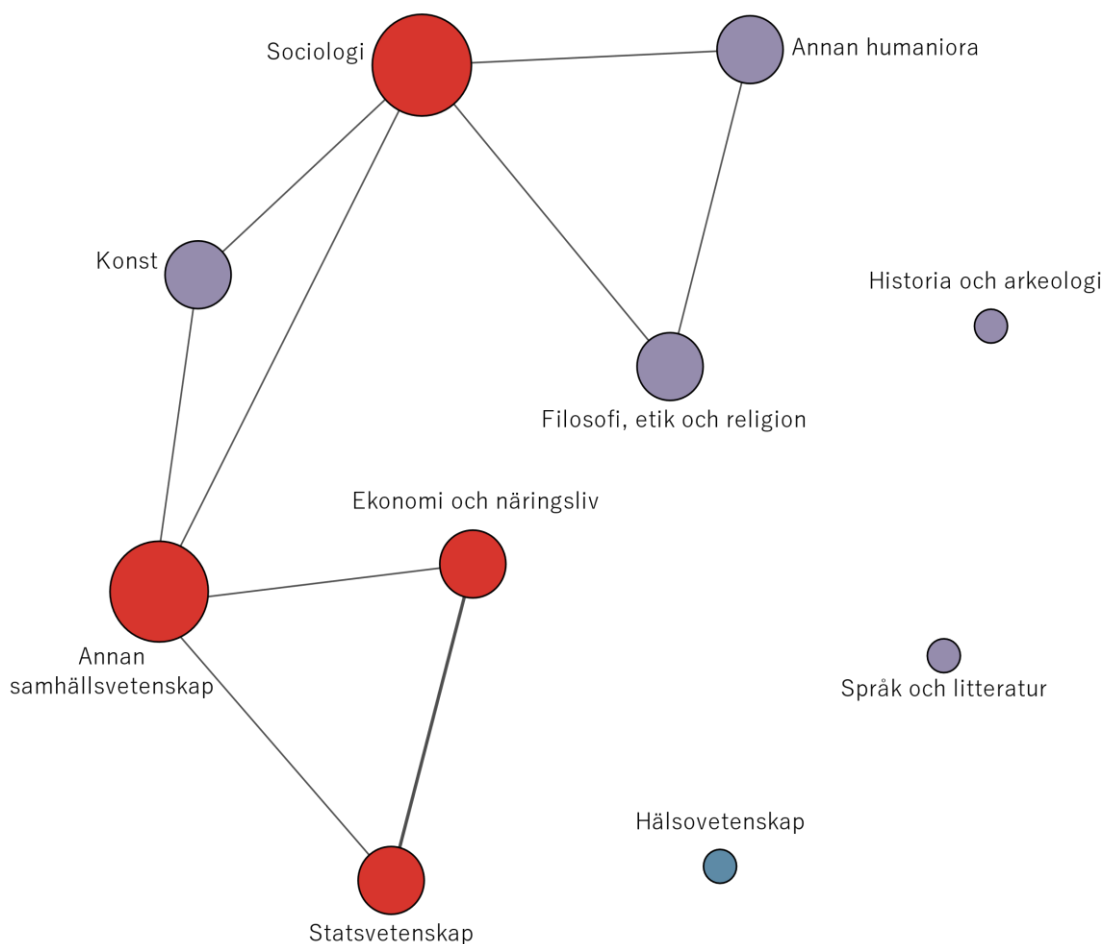 Sociologi
Annan humaniora
Konst
Historia och arkeologi
Filosofi, etik och religion
Ekonomi och näringsliv
Annan
samhällsvetenskap
Språk och litteratur
Hälsovetenskap
Statsvetenskap